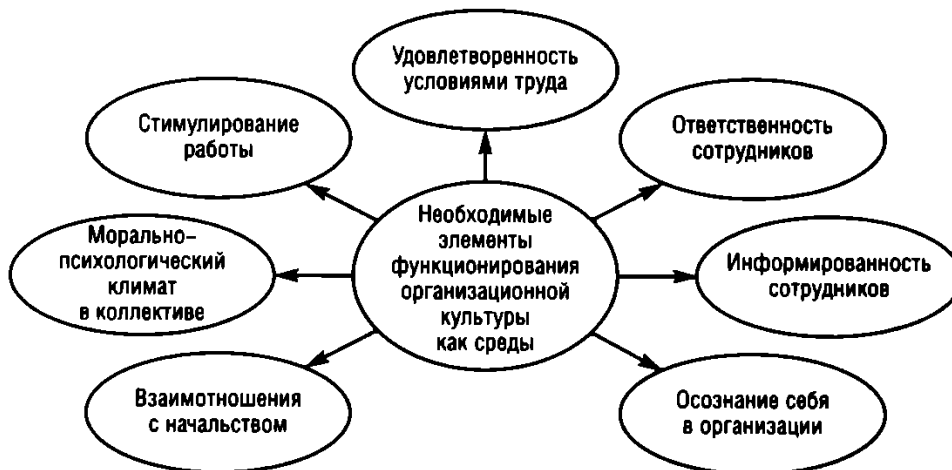 Удовлетворенность
условиями труда
Стимулирование
работы
Ответственность
сотрудников
Необходимые
элементы
функционирования
организационной
культуры
как среды
Морально-
психологический
климат
в коллективе
Информированность
сотрудников
Взаимотношения
с начальством
Осознание себя
в организации